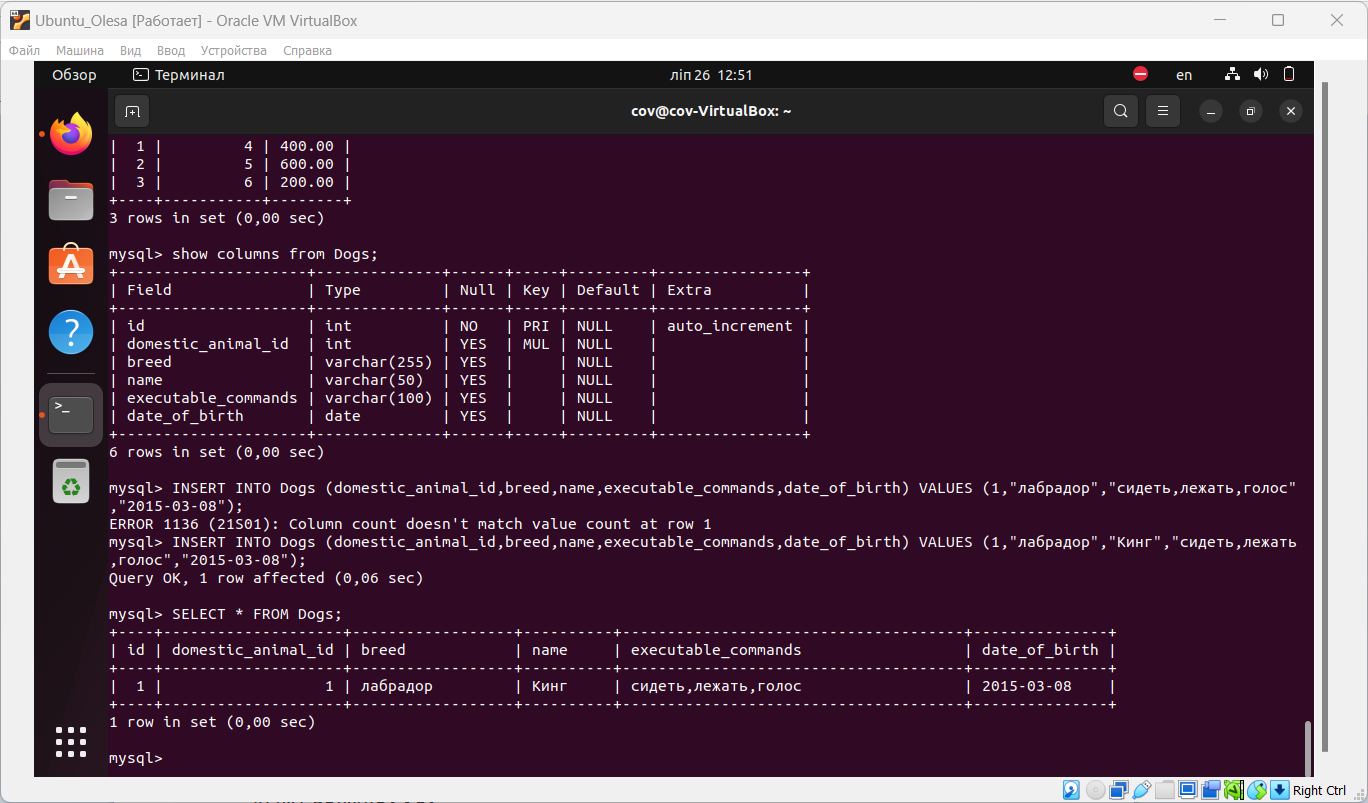 Ubuntu_Olesa [Работает] - Oracle VM VirtualBox
Файл Машина Вид Ввод Устройства Справка
Обзор Терминал ліп 26 12:51 en
cov@cov-VirtualBox: ~
|  1 |         4 | 400.00 |
|  2 |         5 | 600.00 |
|  3 |         6 | 200.00 |
+----+-----------+--------+
3 rows in set (0,00 sec)
mysql> show columns from Dogs;
+---------------------+--------------+------+-----+---------+----------------+
| Field               | Type         | Null | Key | Default | Extra          |
+---------------------+--------------+------+-----+---------+----------------+
| id                  | int          | NO   | PRI | NULL    | auto_increment |
| domestic_animal_id  | int          | YES  | MUL | NULL    |                |
| breed               | varchar(255) | YES  |     | NULL    |                |
| name                | varchar(50)  | YES  |     | NULL    |                |
| executable_commands | varchar(100) | YES  |     | NULL    |                |
| date_of_birth       | date         | YES  |     | NULL    |                |
+---------------------+--------------+------+-----+---------+----------------+
6 rows in set (0,00 sec)
mysql> INSERT INTO Dogs (domestic_animal_id,breed,name,executable_commands,date_of_birth) VALUES (1,"лабрадор","сидеть,лежать,голос"
,"2015-03-08");
ERROR 1136 (21S01): Column count doesn't match value count at row 1
mysql> INSERT INTO Dogs (domestic_animal_id,breed,name,executable_commands,date_of_birth) VALUES (1,"лабрадор","Кинг","сидеть,лежать
,голос","2015-03-08");
Query OK, 1 row affected (0,06 sec)
mysql> SELECT * FROM Dogs;
+----+--------------------+------------------+----------+--------------------------------------+---------------+
| id | domestic_animal_id | breed            | name     | executable_commands                  | date_of_birth |
+----+--------------------+------------------+----------+--------------------------------------+---------------+
|  1 |                  1 | лабрадор         | Кинг     | сидеть,лежать,голос                  | 2015-03-08    |
+----+--------------------+------------------+----------+--------------------------------------+---------------+
1 row in set (0,00 sec)
mysql>
Right Ctrl